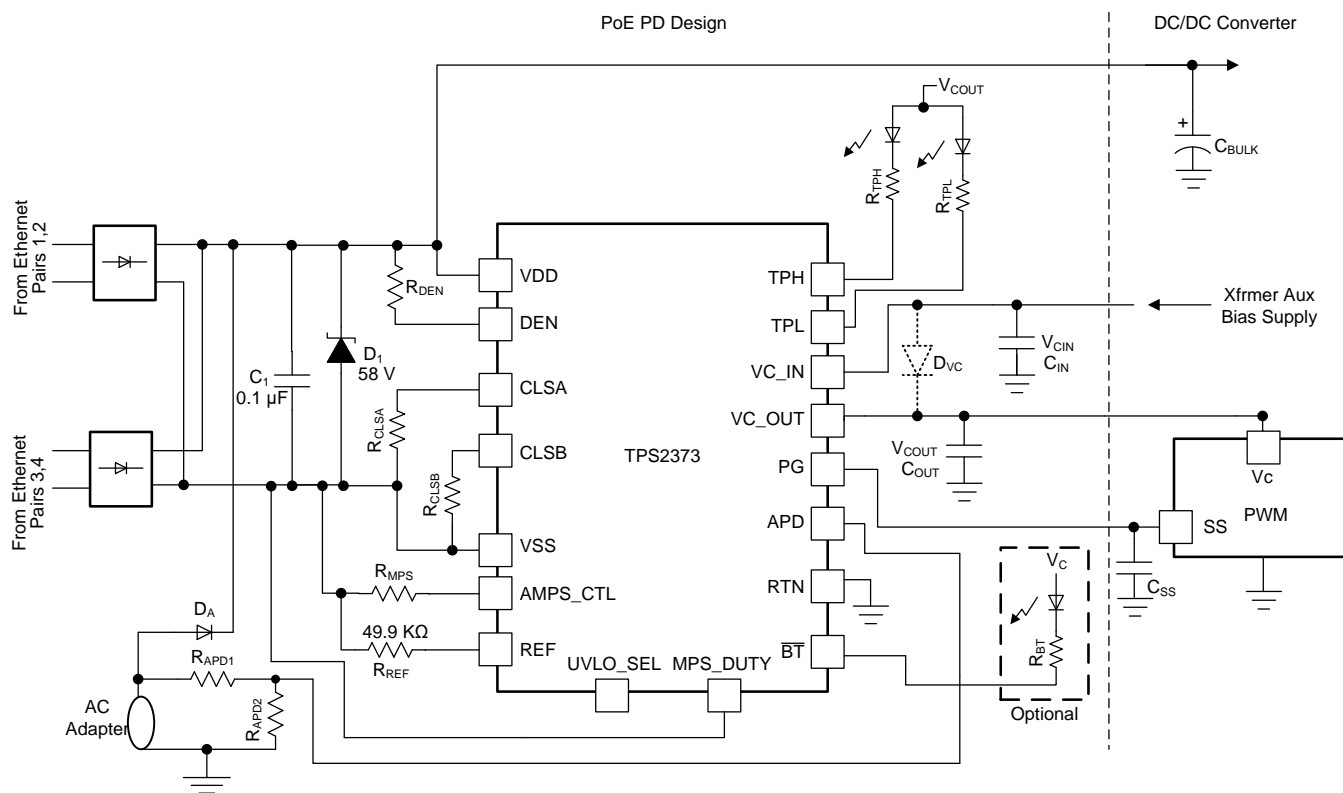 PoE PD Design
DC/DC Converter
VCOUT
CBULK
+
RTPH
RTPL
From Ethernet
Pairs 1,2
VDD
RDEN
DEN
TPH
TPL
Xfrmer Aux
Bias Supply
VCIN
CIN
DVC
VC_IN
C1
0.1 µF
D1
58 V
CLSA
RCLSA
VC_OUT
CLSB
RCLSB
TPS2373
VCOUT
COUT
PG
Vc
SS
PWM
From Ethernet
Pairs 3,4
APD
VSS
VC
CSS
RMPS
AMPS_CTL
RTN
DA
49.9 KΩ
RREF
REF
UVLO_SEL
MPS_DUTY
BT
RBT
Optional
RAPD1
RAPD2
AC
Adapter